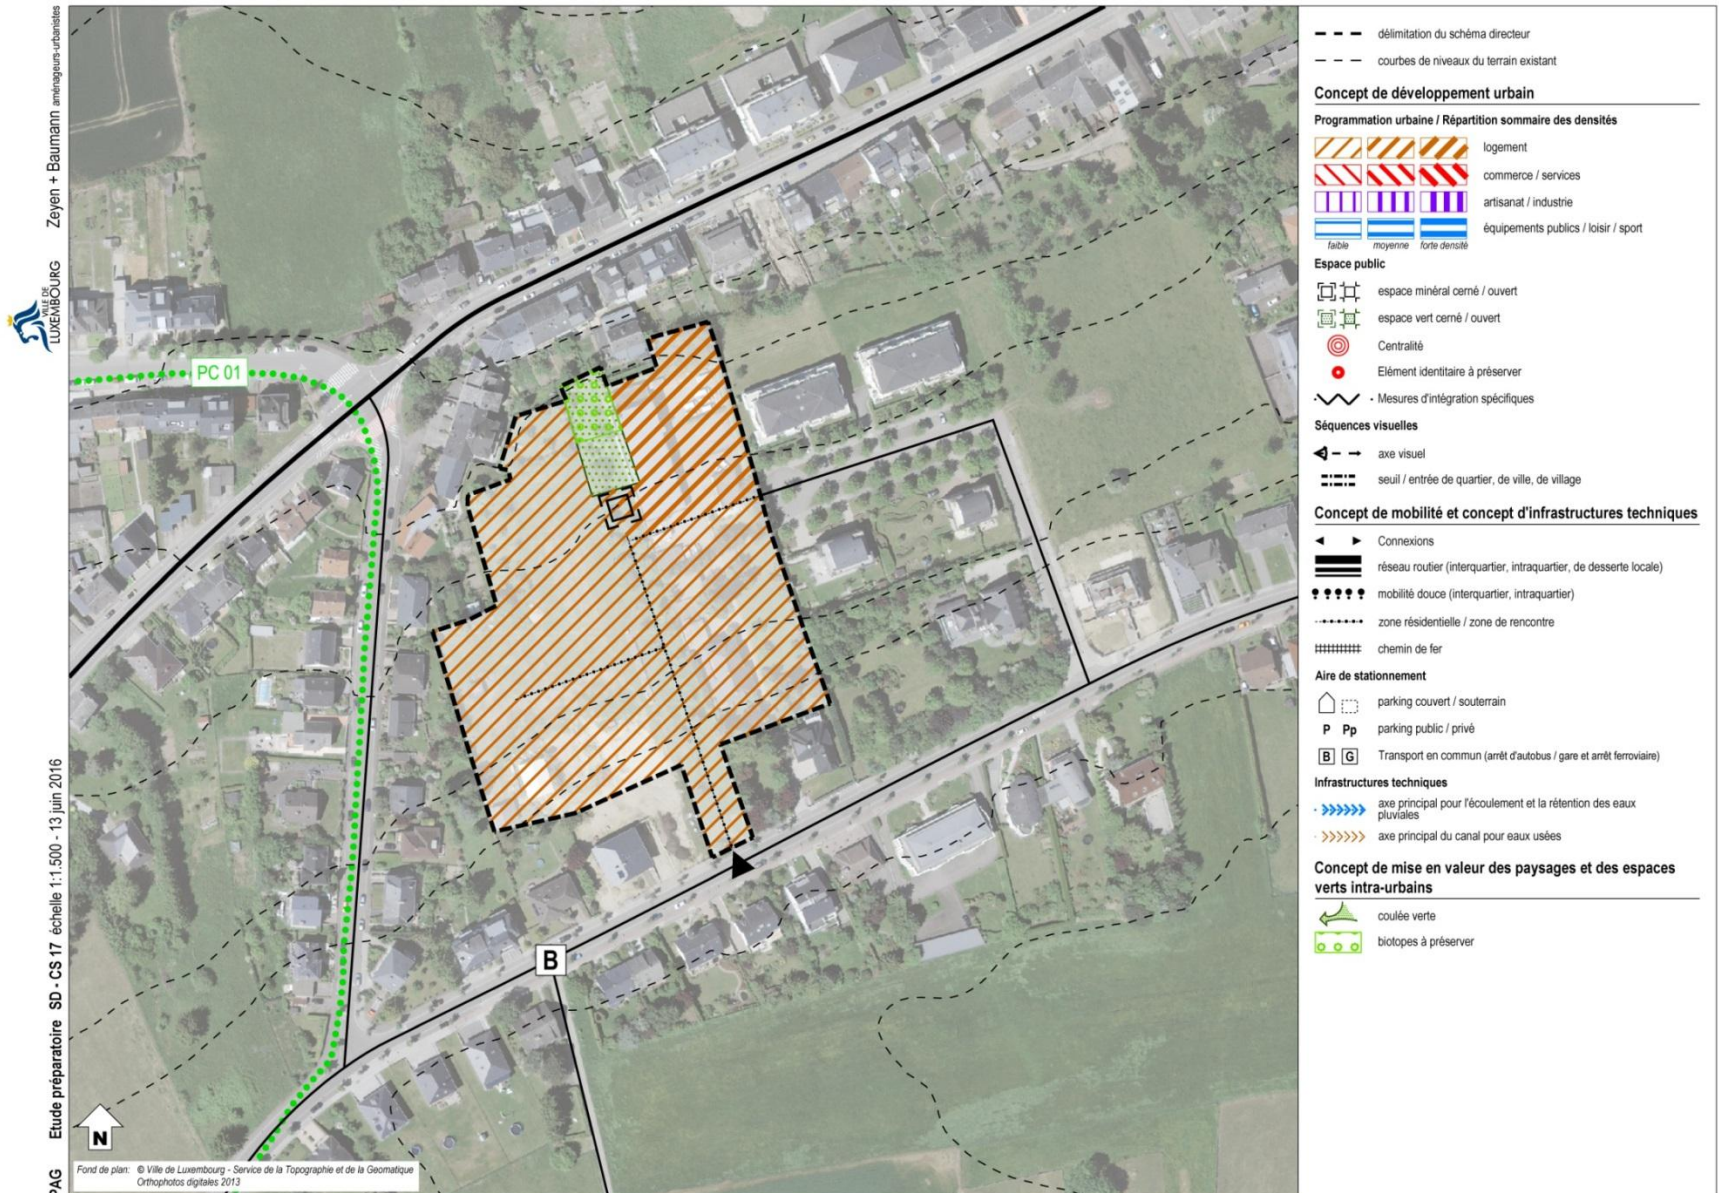 Zeyen + Baumann aménageurs-urbanistes
VILLE DE
LUXEMBOURG
Etude préparatoire SD - CS 17 échelle 1:1.500 - 13 juin 2016
PAG
PC 01
B
N
Fond de plan: © Ville de Luxembourg - Service de la Topographie et de la Geomatique
Orthophotos digitales 2013
délimitation du schéma directeur
courbes de niveaux du terrain existant
Concept de développement urbain
Programmation urbaine / Répartition sommaire des densités
logement
commerce / services
artisanat / industrie
équipements publics / loisir / sport
faible moyenne forte densité
Espace public
espace minéral cerné / ouvert
espace vert cerné / ouvert
Centralité
Elément identitaire à préserver
Mesures d'intégration spécifiques
Séquences visuelles
axe visuel
seuil / entrée de quartier, de ville, de village
Concept de mobilité et concept d'infrastructures techniques
Connexions
réseau routier (interquartier, intraquartier, de desserte locale)
mobilité douce (interquartier, intraquartier)
zone résidentielle / zone de rencontre
chemin de fer
Aire de stationnement
parking couvert / souterrain
P Pp parking public / privé
B G Transport en commun (arrêt d'autobus / gare et arrêt ferroviaire)
Infrastructures techniques
axe principal pour l'écoulement et la rétention des eaux
pluviales
axe principal du canal pour eaux usées
Concept de mise en valeur des paysages et des espaces
verts intra-urbains
coulée verte
biotopes à préserver